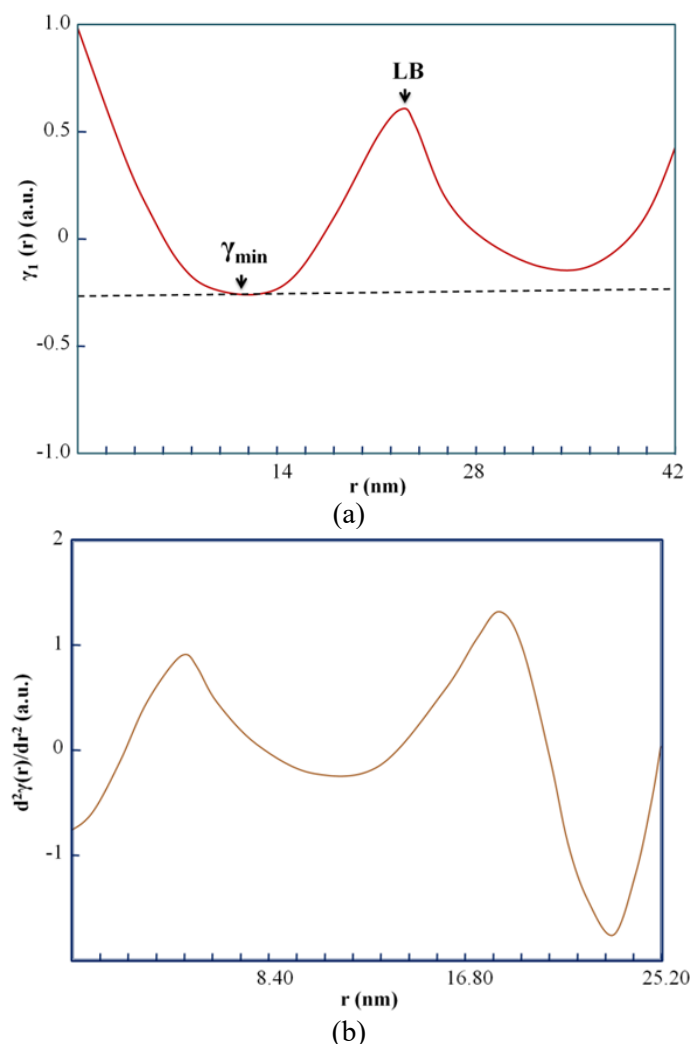 1.0
LB
0.5
γ₁ (r) (a.u.)
0
γmin
-0.5
-1.0
14
28
42
r (nm)
(a)
2
1
d²γ(r)/dr² (a.u.)
0
-1
8.40
16.80
25.20
r (nm)
(b)